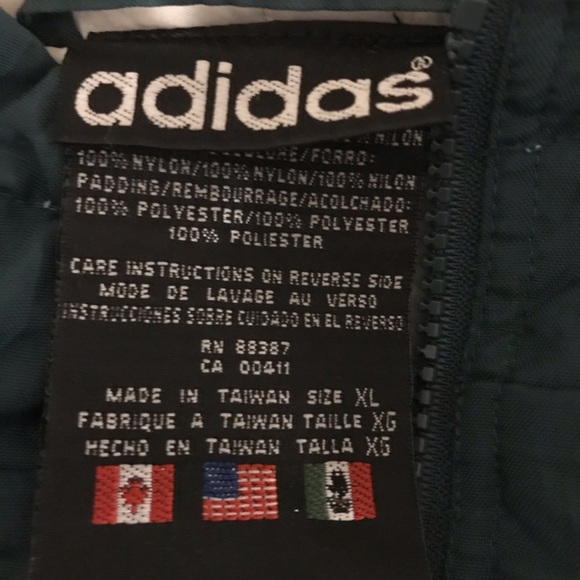 adidas®
100% NYLON/100% NYLON/100% NILON
PADDING/REMBOURRAGE/ACOLCHADO:
100% POLYESTER/100% POLYESTER
100% POLIESTER
CARE INSTRUCTIONS ON REVERSE SIDE
MODE DE LAVAGE AU VERSO
INSTRUCCIONES SOBRE CUIDADO EN EL REVERSO
RN 88387
CA 00411
MADE IN TAIWAN SIZE XL
FABRIQUE A TAIWAN TAILLE XG
HECHO EN TAIWAN TALLA XG